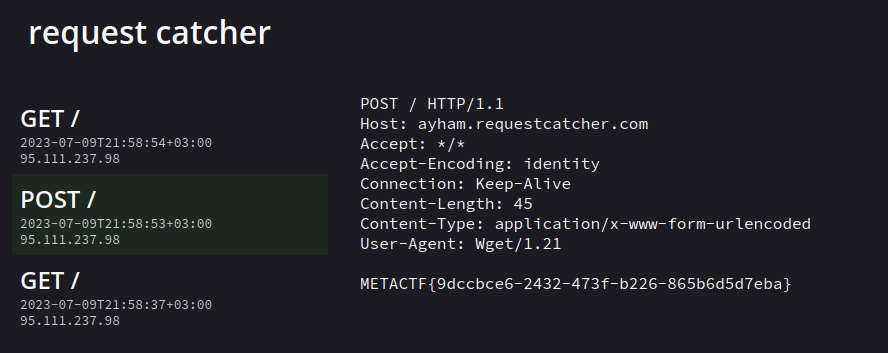 request catcher
GET /
2023-07-09T21:58:54+03:00
95.111.237.98
POST /
2023-07-09T21:58:53+03:00
95.111.237.98
GET /
2023-07-09T21:58:37+03:00
95.111.237.98
POST / HTTP/1.1
Host: ayham.requestcatcher.com
Accept: */*
Accept-Encoding: identity
Connection: Keep-Alive
Content-Length: 45
Content-Type: application/x-www-form-urlencoded
User-Agent: Wget/1.21
METACTF{9dccbce6-2432-473f-b226-865b6d5d7eba}